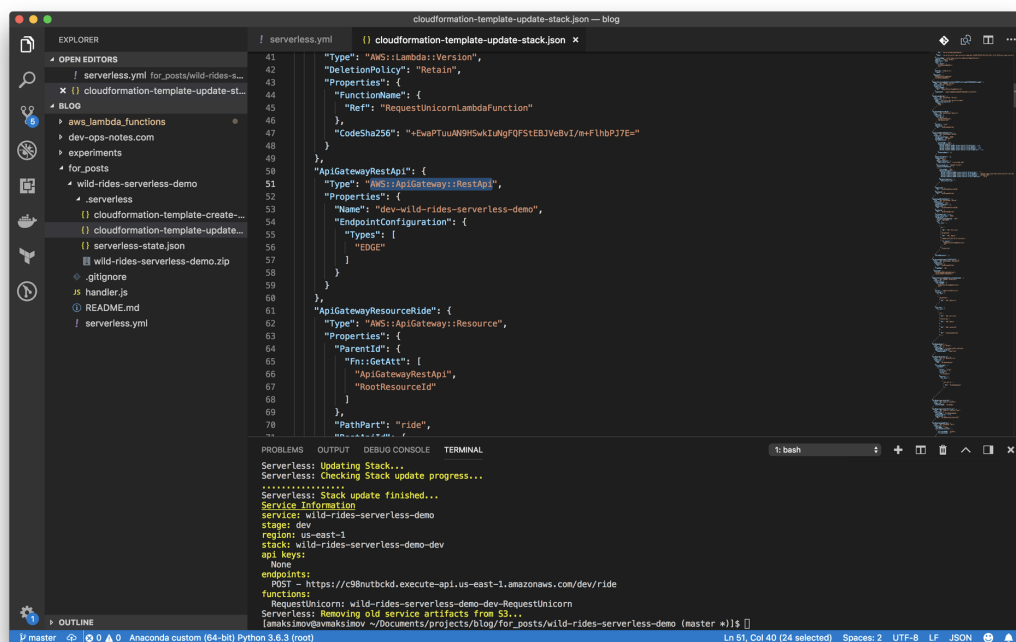 cloudformation-template-update-stack.json — blog
EXPLORER
OPEN EDITORS
! serverless.yml for_posts/wild-rides-s...
× {} cloudformation-template-update-st...
BLOG
aws_lambda_functions
dev-ops-notes.com
experiments
for_posts
wild-rides-serverless-demo
.serverless
{} cloudformation-template-create-...
{} cloudformation-template-update...
{} serverless-state.json
wild-rides-serverless-demo.zip
.gitignore
JS handler.js
README.md
! serverless.yml
OUTLINE
5
1
! serverless.yml
{} cloudformation-template-update-stack.json ×
41 "Type": "AWS::Lambda::Version",
42 "DeletionPolicy": "Retain",
43 "Properties": {
44 "FunctionName": {
45 "Ref": "RequestUnicornLambdaFunction"
46 },
47 "CodeSha256": "+EwaPTuuAN9HSwkIuNgFQFStEBJVeBvI/m+FlhbPJ7E="
48 }
49 },
50 "ApiGatewayRestApi": {
51 "Type": "AWS::ApiGateway::RestApi",
52 "Properties": {
53 "Name": "dev-wild-rides-serverless-demo",
54 "EndpointConfiguration": {
55 "Types": [
56 "EDGE"
57 ]
58 }
59 }
60 },
61 "ApiGatewayResourceRide": {
62 "Type": "AWS::ApiGateway::Resource",
63 "Properties": {
64 "ParentId": {
65 "Fn::GetAtt": [
66 "ApiGatewayRestApi",
67 "RootResourceId"
68 ]
69 },
70 "PathPart": "ride",
PROBLEMS OUTPUT DEBUG CONSOLE TERMINAL 1: bash
Serverless: Updating Stack...
Serverless: Checking Stack update progress...
.................
Serverless: Stack update finished...
Service Information
service: wild-rides-serverless-demo
stage: dev
region: us-east-1
stack: wild-rides-serverless-demo-dev
api keys:
None
endpoints:
POST - https://c98nutbckd.execute-api.us-east-1.amazonaws.com/dev/ride
functions:
RequestUnicorn: wild-rides-serverless-demo-dev-RequestUnicorn
Serverless: Removing old service artifacts from S3...
[amaksimov@avmaksimov ~/Documents/projects/blog/for_posts/wild-rides-serverless-demo (master *)]$
master 0 0 Anaconda custom (64-bit) Python 3.6.3 (root) Ln 51, Col 40 (24 selected) Spaces: 2 UTF-8 LF JSON